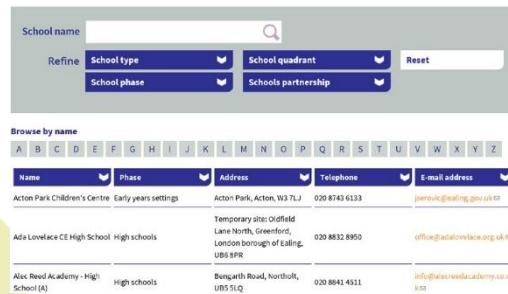 School name
Refine School type School quadrant Reset
School phase Schools partnership
Browse by name
A B C D E F G H I J K L M N O P Q R S T U V W X Y Z
Name Phase Address Telephone E-mail address
Acton Park Children's Centre Early years settings Acton Park, Acton, W3 7LJ 020 8743 6133 jserovic@ealing.gov.uk
Temporary site: Oldfield
Lane North, Greenford,
Ada Lovelace CE High School High schools 020 8832 8950 office@adalovelace.org.uk
London borough of Ealing,
UB6 8PR
Alec Reed Academy - High Bengarth Road, Northolt, info@alecreedacademy.co.u
School (A) High schools UB5 5LQ 020 8841 4511 k